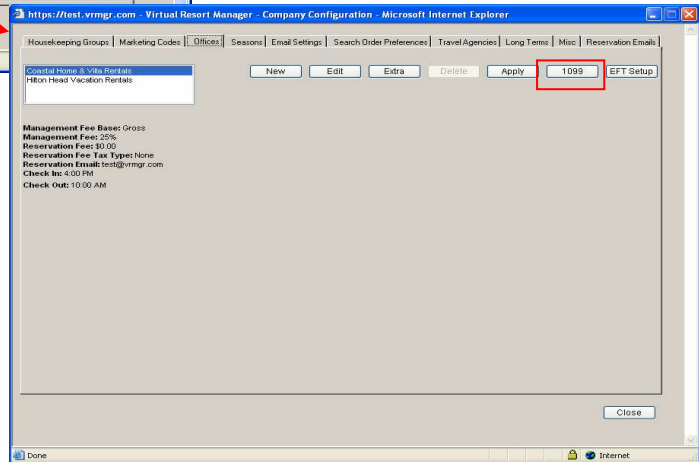 https://test.vrmgr.com - Virtual Resort Manager - Company Configuration - Microsoft Internet Explorer
Housekeeping Groups Marketing Codes Offices Seasons Email Settings Search Order Preferences Travel Agencies Long Terms Misc Reservation Emails
Coastal Home & Villa Rentals
Hilton Head Vacation Rentals
New Edit Extra Delete Apply 1099 EFT Setup
Management Fee Base: Gross
Management Fee: 25%
Reservation Fee: $0.00
Reservation Fee Tax Type: None
Reservation Email: test@vrmgr.com
Check In: 4:00 PM
Check Out: 10:00 AM
Close
Done Internet